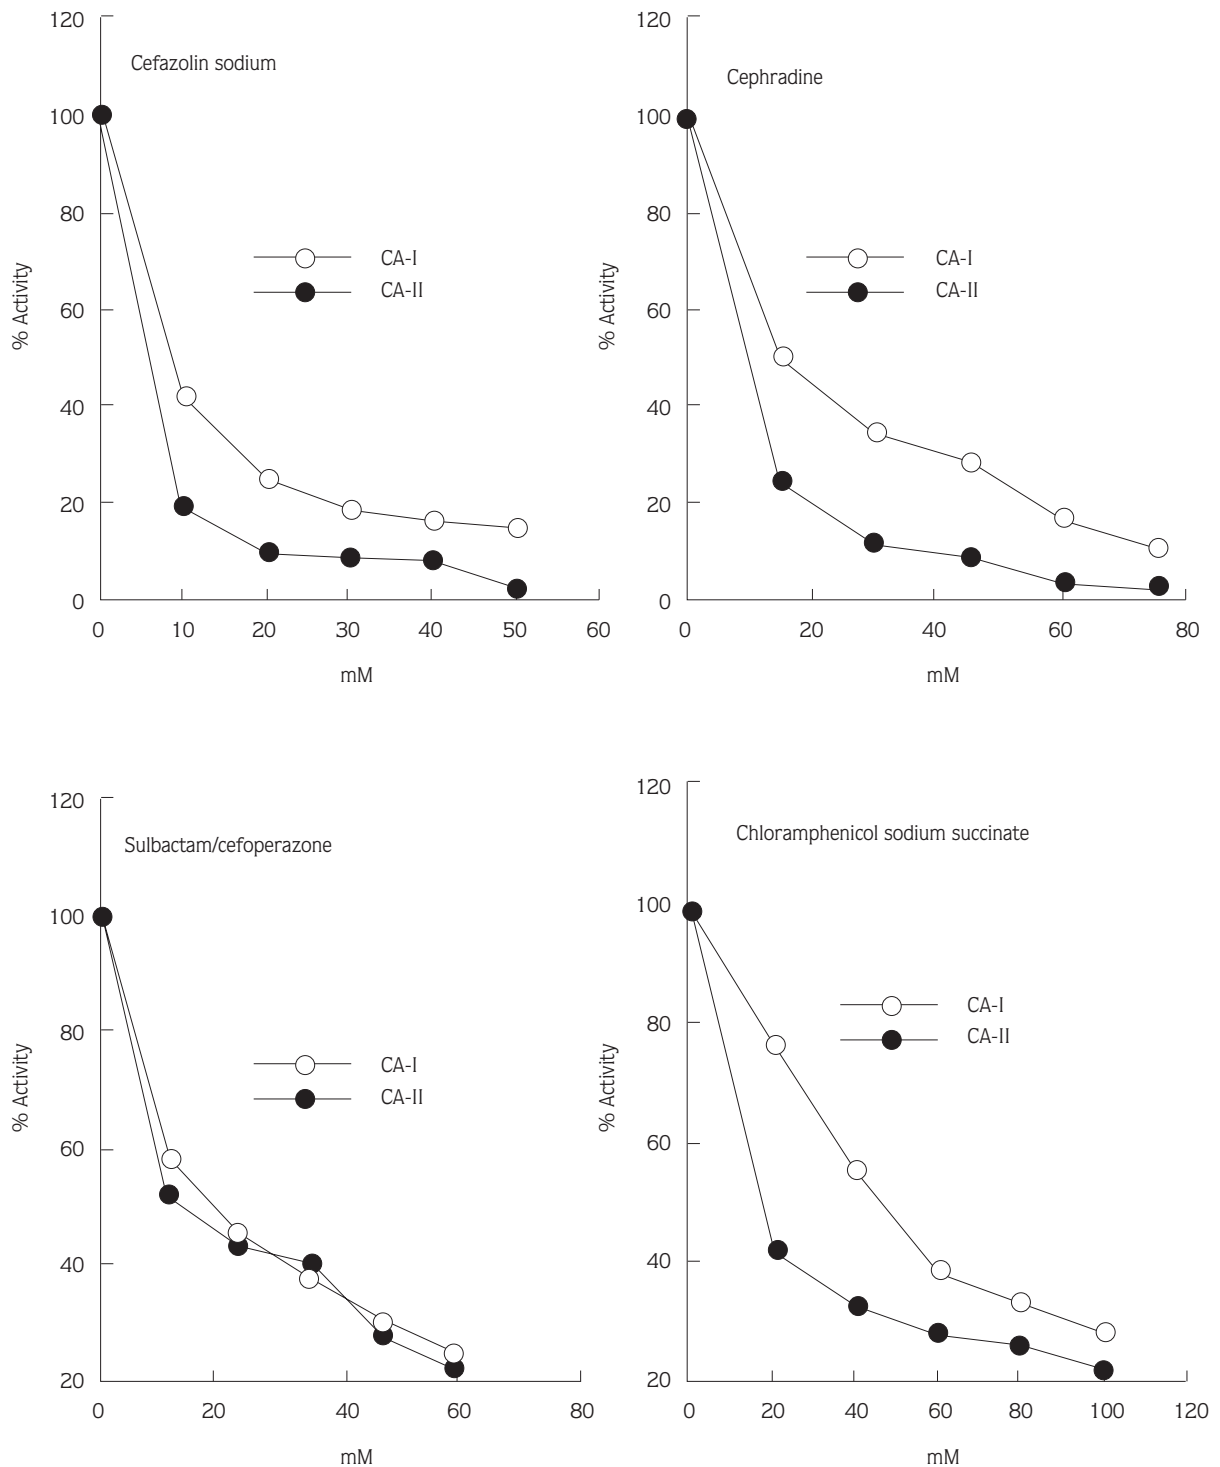 Cefazolin sodium
120
100
80
60
40
20
0
% Activity
CA-I
CA-II
0 10 20 30 40 50 60
mM
Cephradine
120
100
80
60
40
20
0
% Activity
CA-I
CA-II
0 20 40 60 80
mM
Sulbactam/cefoperazone
120
100
80
60
40
20
% Activity
CA-I
CA-II
0 20 40 60 80
mM
Chloramphenicol sodium succinate
120
100
80
60
40
20
% Activity
CA-I
CA-II
0 20 40 60 80 100 120
mM